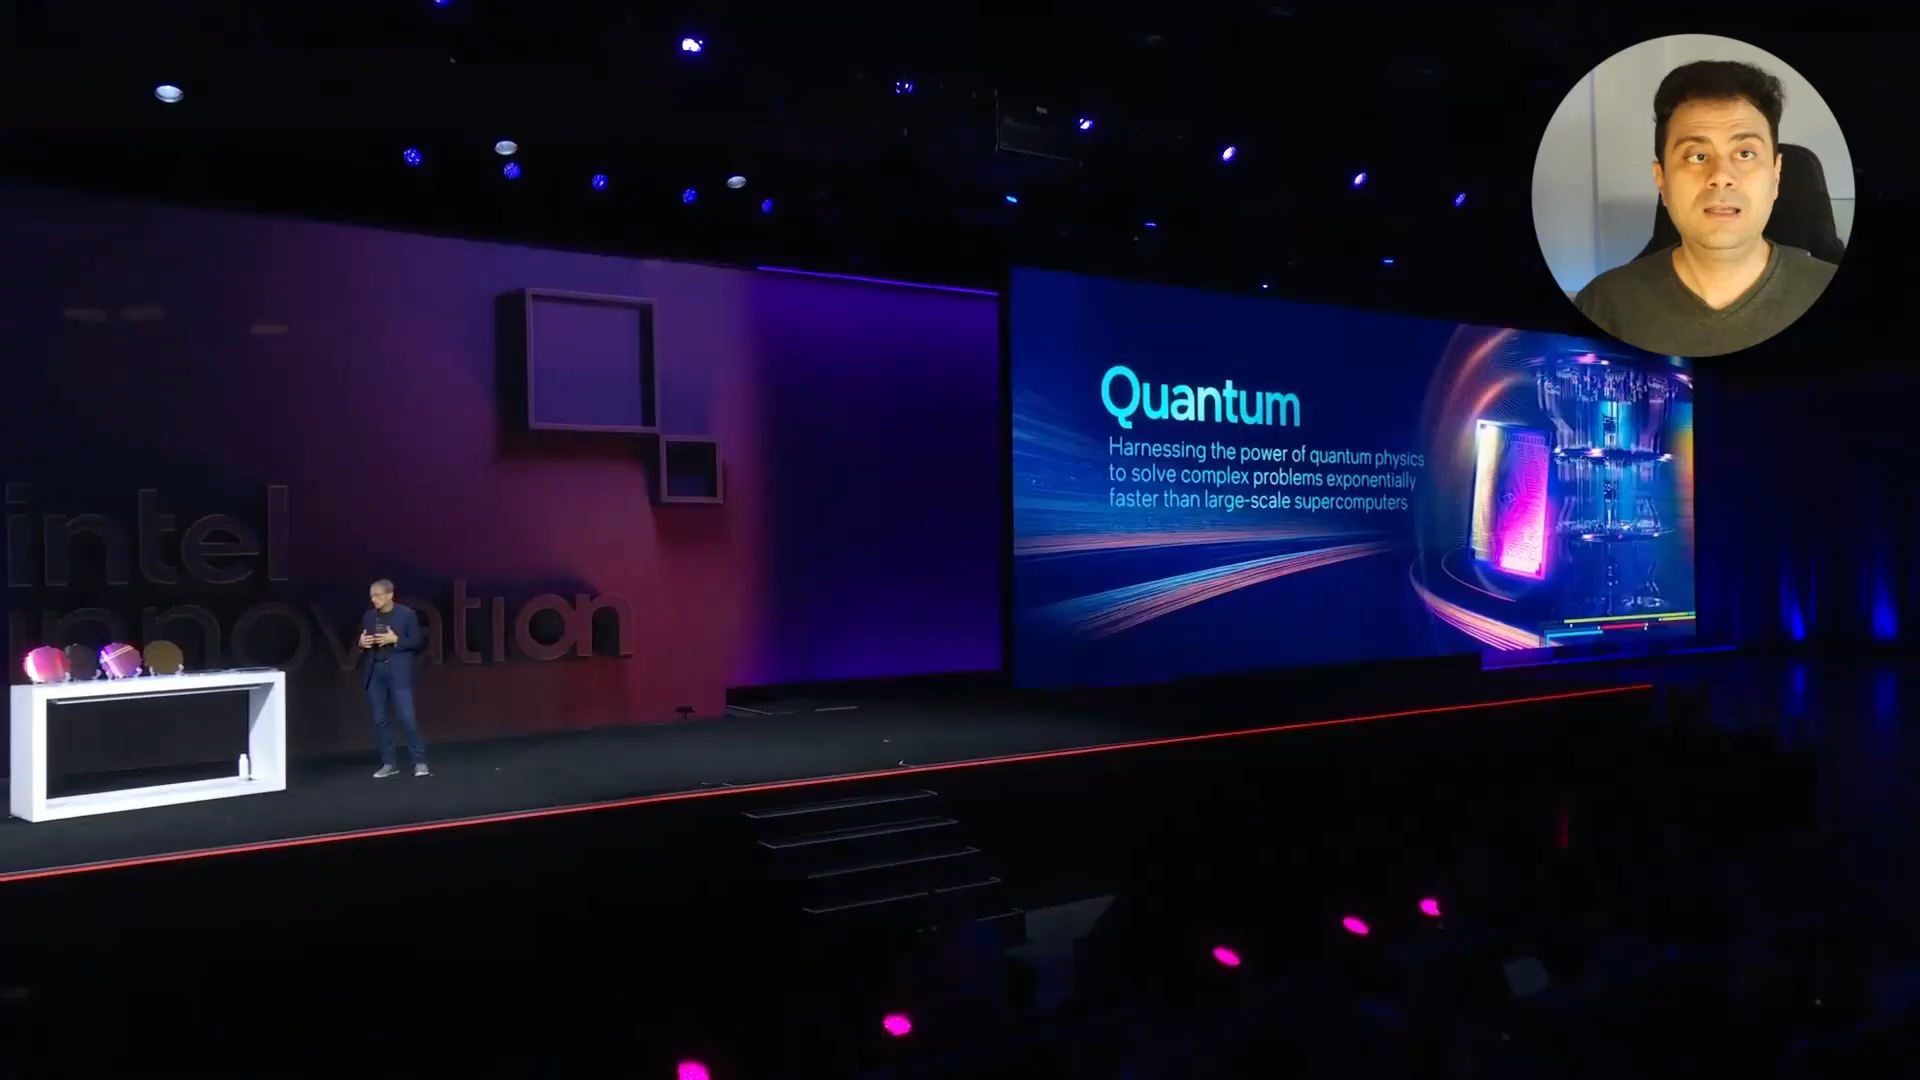 intel
innovation
Quantum
Harnessing the power of quantum physics
to solve complex problems exponentially
faster than large-scale supercomputers